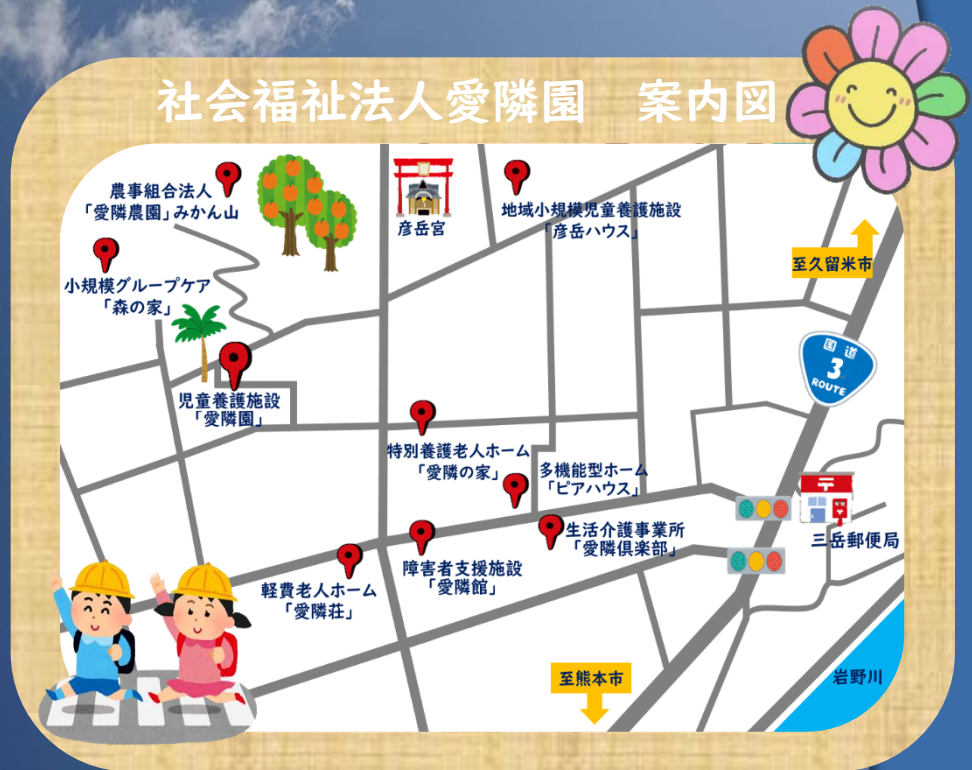 社会福祉法人愛隣園　案内図
農事組合法人
「愛隣農園」みかん山
彦岳宮
地域小規模児童養護施設
「彦岳ハウス」
至久留米市
小規模グループケア
「森の家」
国道
3
ROUTE
児童養護施設
「愛隣園」
特別養護老人ホーム
「愛隣の家」
多機能型ホーム
「ピアハウス」
生活介護事業所
「愛隣倶楽部」
三岳郵便局
障害者支援施設
「愛隣館」
軽費老人ホーム
「愛隣荘」
至熊本市
岩野川